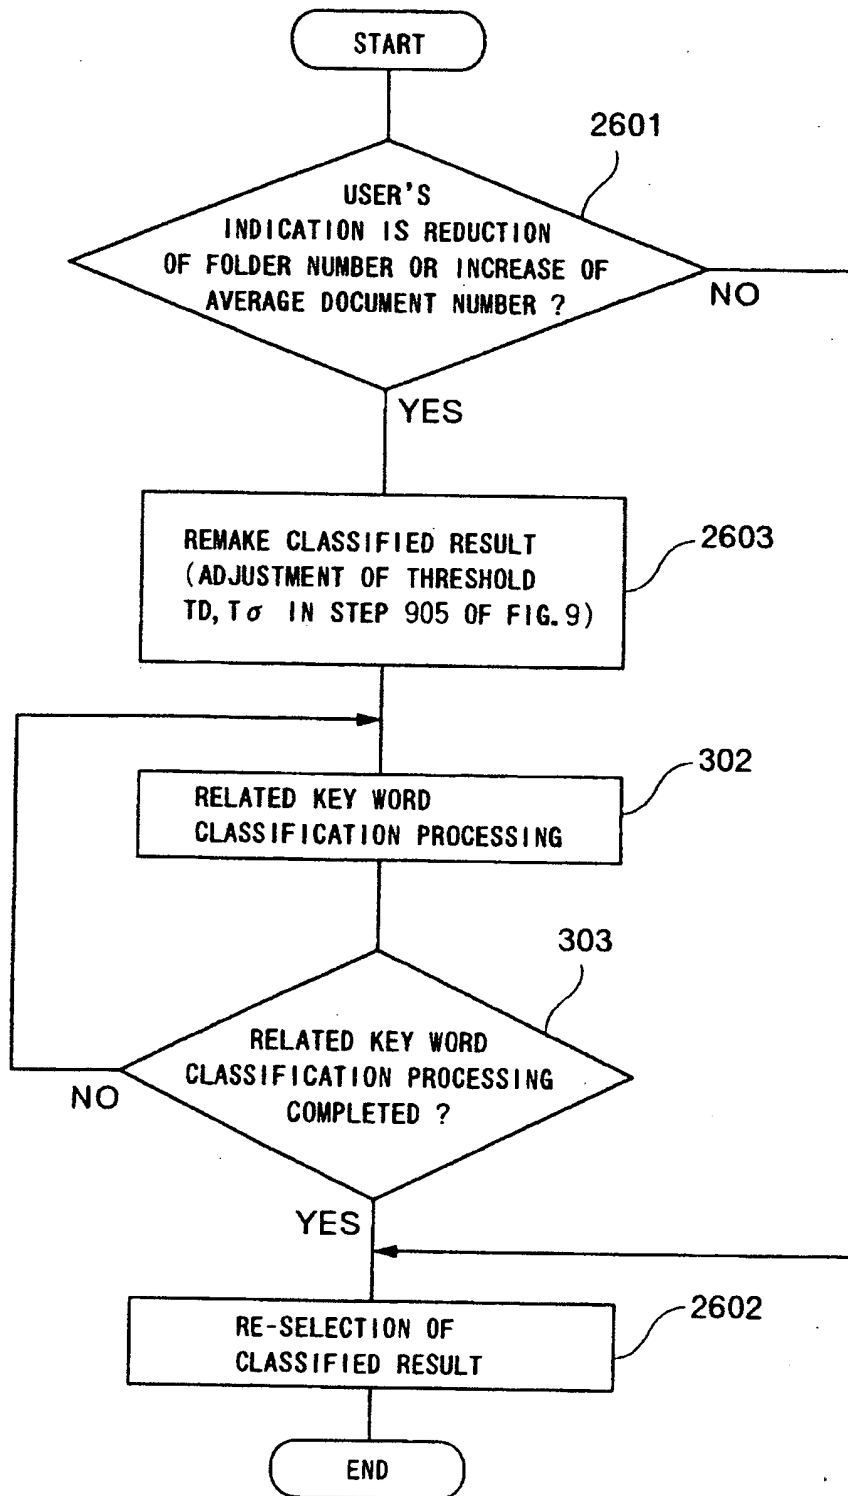 START
2601
USER'S
INDICATION IS REDUCTION
OF FOLDER NUMBER OR INCREASE OF
AVERAGE DOCUMENT NUMBER ?
NO
YES
REMAKE CLASSIFIED RESULT
(ADJUSTMENT OF THRESHOLD
TD, Tσ IN STEP 905 OF FIG. 9)
2603
302
RELATED KEY WORD
CLASSIFICATION PROCESSING
303
RELATED KEY WORD
CLASSIFICATION PROCESSING
COMPLETED ?
NO
YES
2602
RE-SELECTION OF
CLASSIFIED RESULT
END